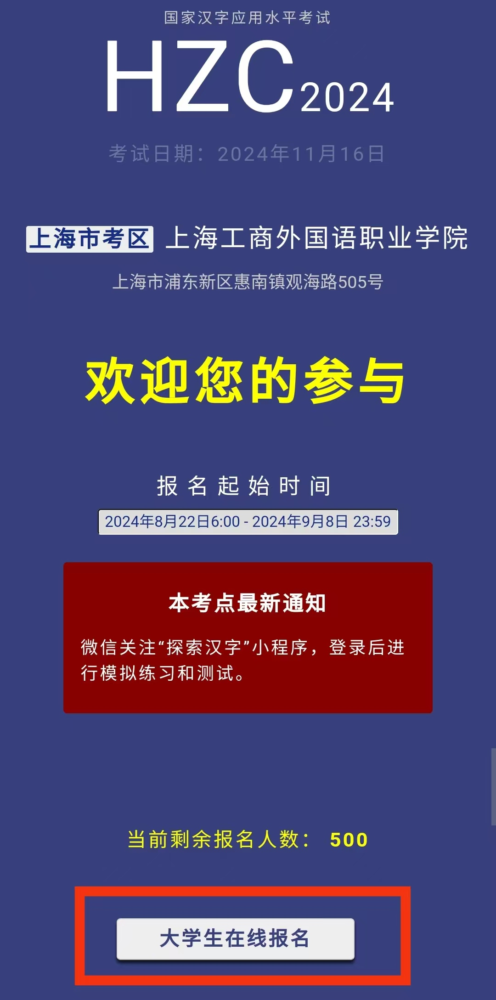 国家汉字应用水平考试
HZC2024
考试日期：2024年11月16日
上海市考区 上海工商外国语职业学院
上海市浦东新区惠南镇观海路505号
欢迎您的参与
报名起始时间
2024年8月22日6:00 - 2024年9月8日 23:59
本考点最新通知
微信关注“探索汉字”小程序，登录后进
行模拟练习和测试。
当前剩余报名人数： 500
大学生在线报名